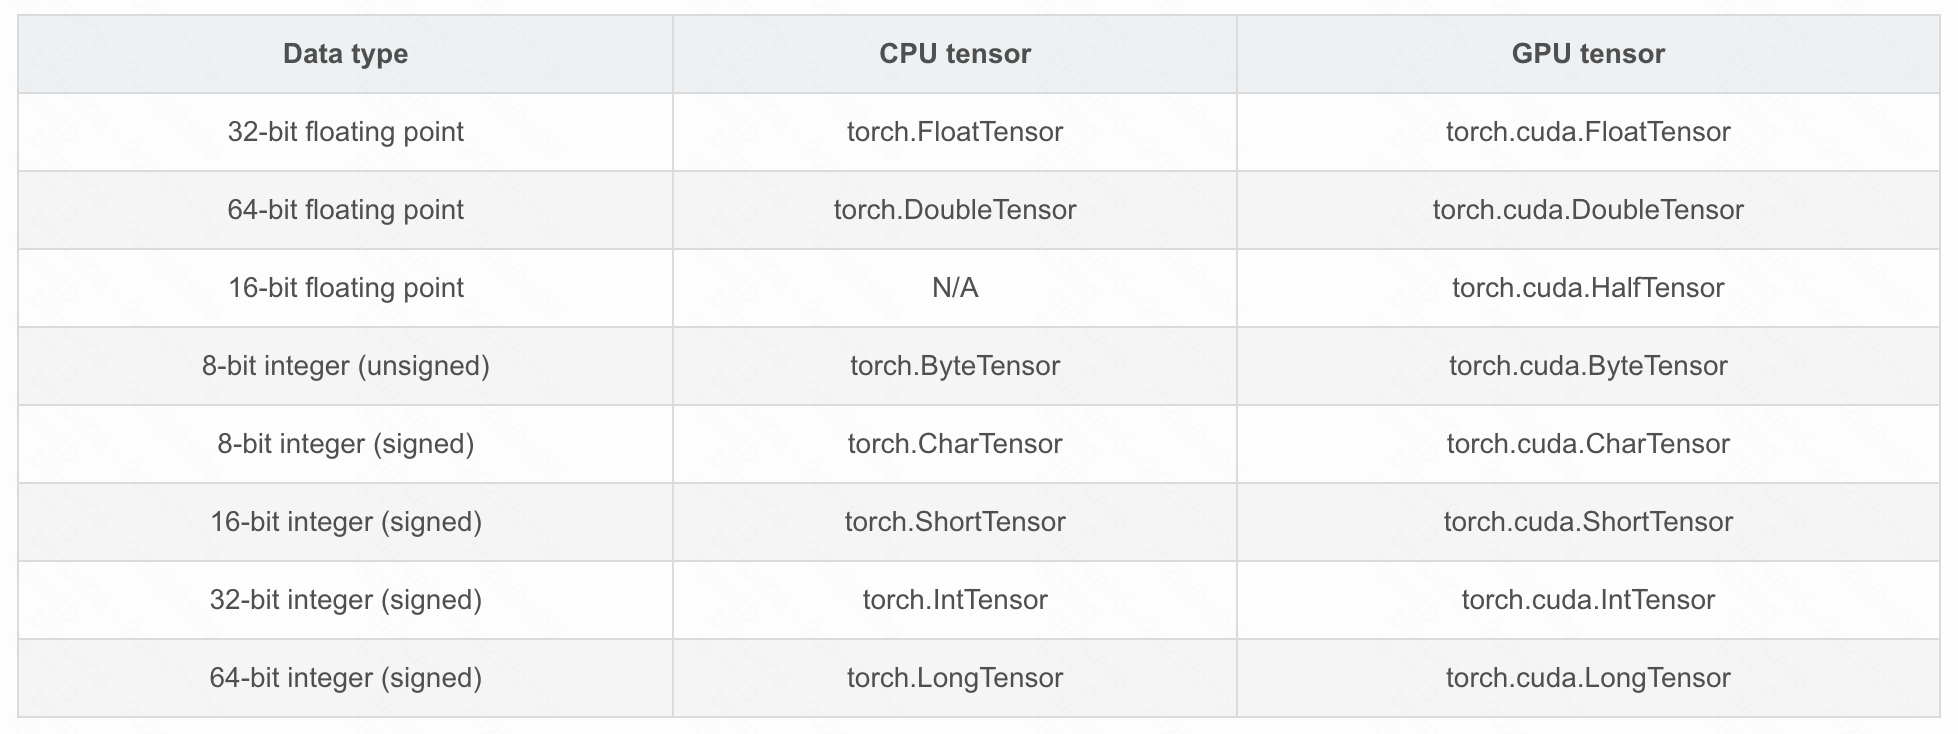 Data type CPU tensor GPU tensor
32-bit floating point torch.FloatTensor torch.cuda.FloatTensor
64-bit floating point torch.DoubleTensor torch.cuda.DoubleTensor
16-bit floating point N/A torch.cuda.HalfTensor
8-bit integer (unsigned) torch.ByteTensor torch.cuda.ByteTensor
8-bit integer (signed) torch.CharTensor torch.cuda.CharTensor
16-bit integer (signed) torch.ShortTensor torch.cuda.ShortTensor
32-bit integer (signed) torch.IntTensor torch.cuda.IntTensor
64-bit integer (signed) torch.LongTensor torch.cuda.LongTensor